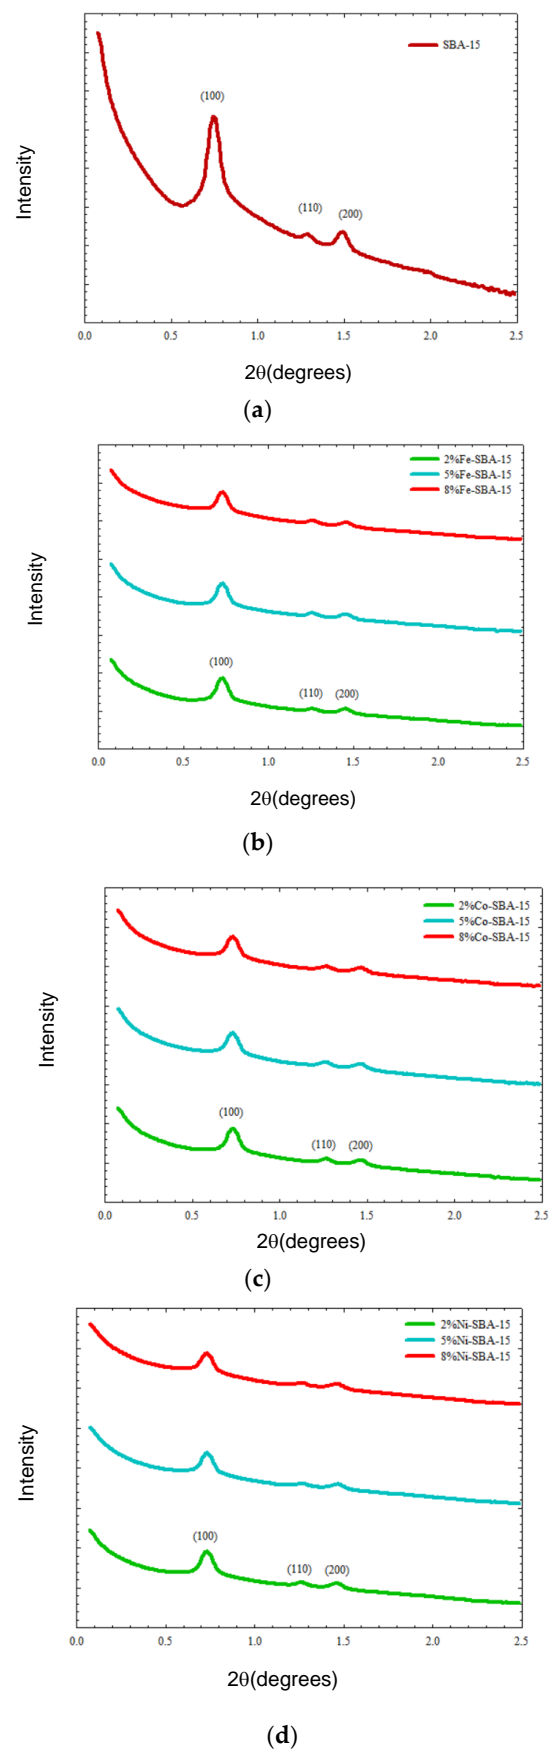 SBA-15
(100)
(110)
(200)
Intensity
0.0 0.5 1.0 1.5 2.0 2.5
2θ(degrees)
(a)
2%Fe-SBA-15
5%Fe-SBA-15
8%Fe-SBA-15
Intensity
(100)
(110) (200)
0.0 0.5 1.0 1.5 2.0 2.5
2θ(degrees)
(b)
2%Co-SBA-15
5%Co-SBA-15
8%Co-SBA-15
Intensity
(100)
(110) (200)
0.0 0.5 1.0 1.5 2.0 2.5
2θ(degrees)
(c)
2%Ni-SBA-15
5%Ni-SBA-15
8%Ni-SBA-15
Intensity
(100)
(110) (200)
0.0 0.5 1.0 1.5 2.0 2.5
2θ(degrees)
(d)